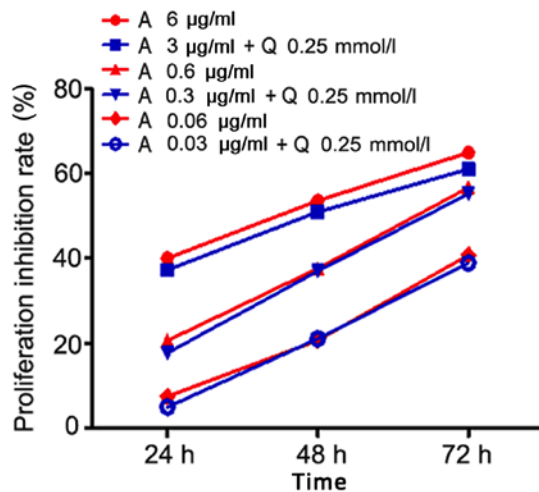 A 6 µg/ml
A 3 µg/ml + Q 0.25 mmol/l
A 0.6 µg/ml
A 0.3 µg/ml + Q 0.25 mmol/l
A 0.06 µg/ml
A 0.03 µg/ml + Q 0.25 mmol/l
Proliferation inhibition rate (%)
80
60
40
20
0
24 h 48 h 72 h
Time